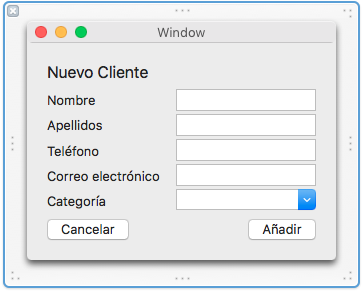 Window
Nuevo Cliente
Nombre
Apellidos
Teléfono
Correo electrónico
Categoría
Cancelar Añadir